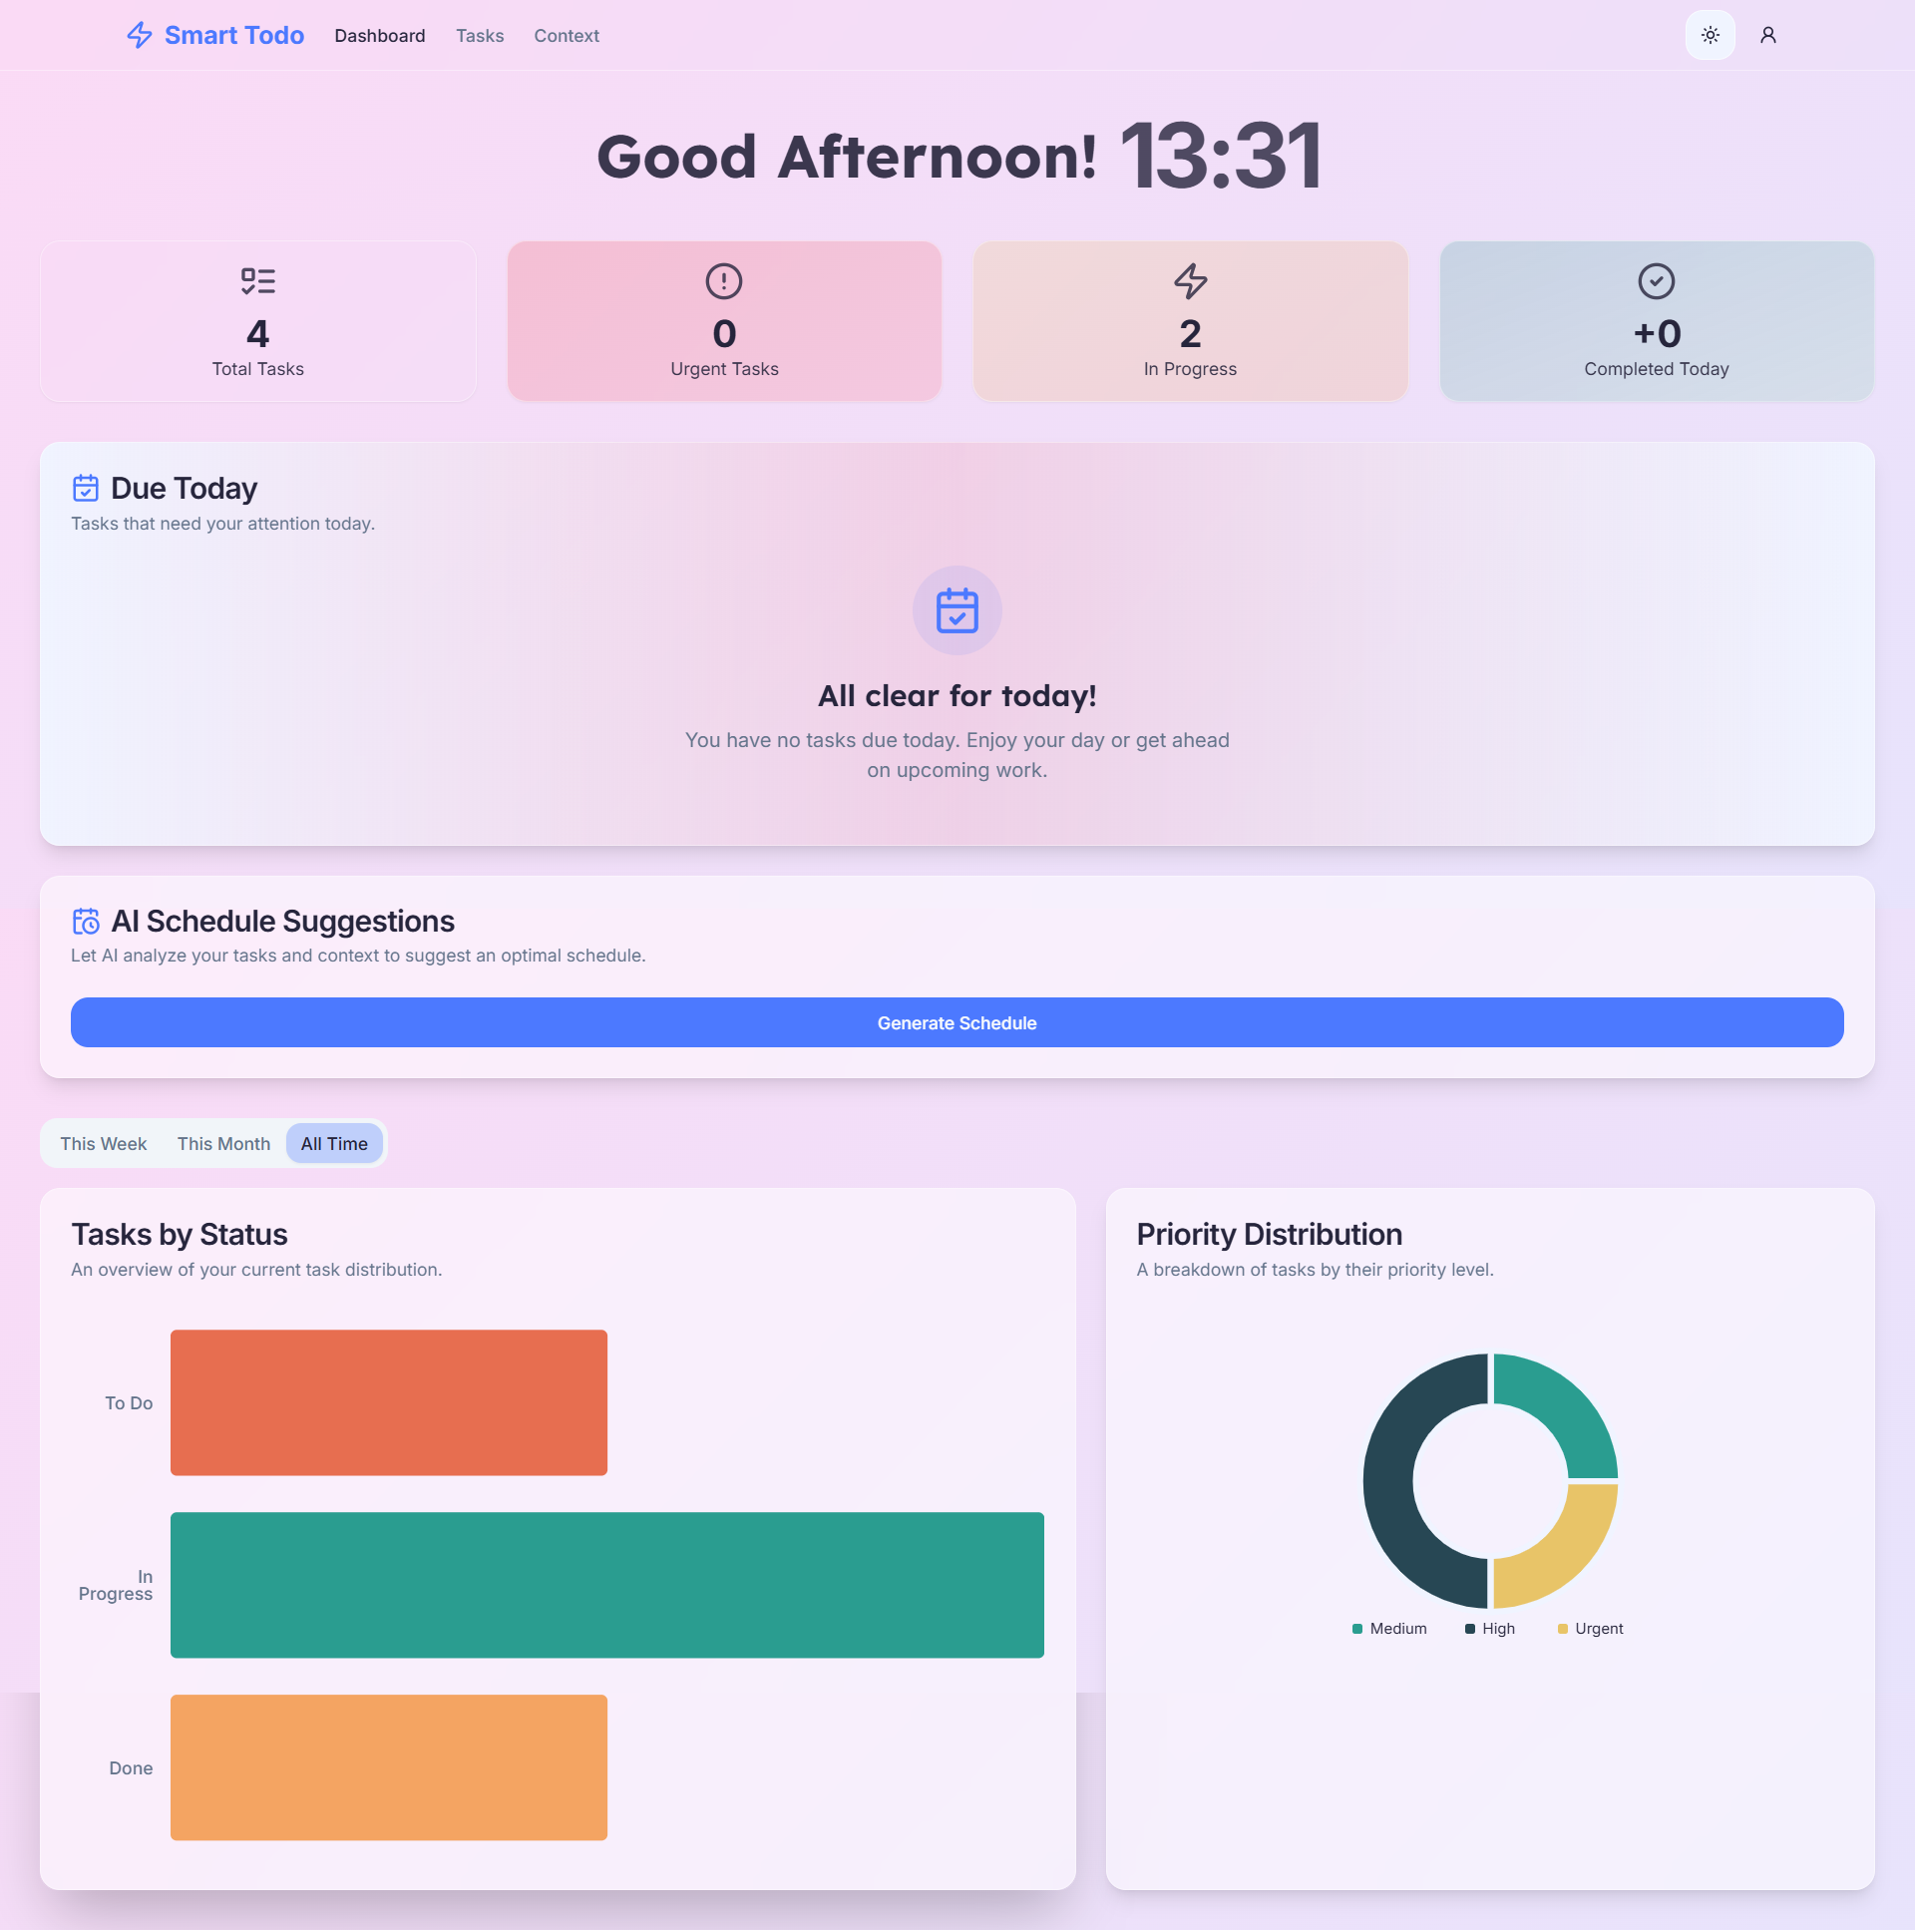 Smart Todo Dashboard Tasks Context
Good Afternoon! 13:31
4
Total Tasks
0
Urgent Tasks
2
In Progress
+0
Completed Today
Due Today
Tasks that need your attention today.
All clear for today!
You have no tasks due today. Enjoy your day or get ahead
on upcoming work.
AI Schedule Suggestions
Let AI analyze your tasks and context to suggest an optimal schedule.
Generate Schedule
This Week This Month All Time
Tasks by Status
An overview of your current task distribution.
To Do
In
Progress
Done
Priority Distribution
A breakdown of tasks by their priority level.
Medium High Urgent